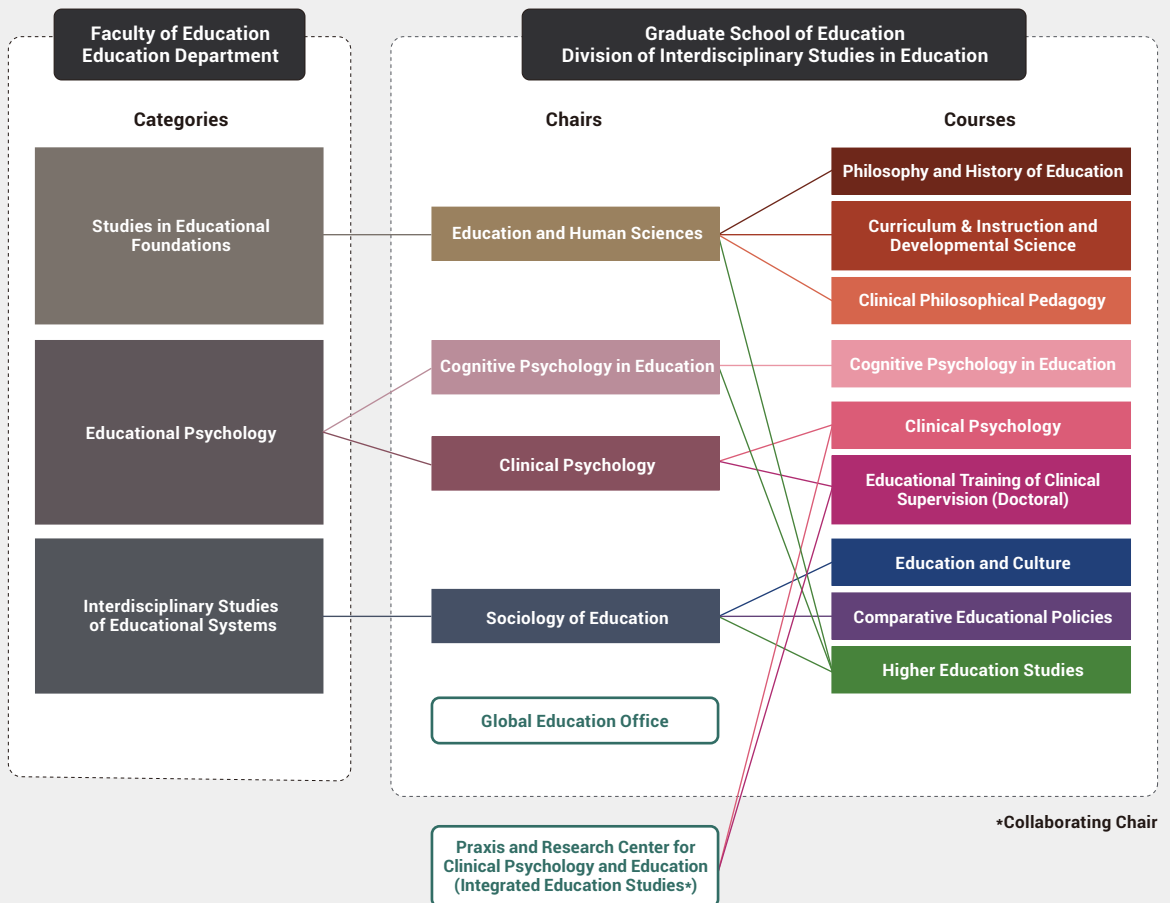 Faculty of Education
Education Department
Graduate School of Education
Division of Interdisciplinary Studies in Education
Categories
Chairs
Courses
Studies in Educational
Foundations
Educational Psychology
Interdisciplinary Studies
of Educational Systems
Education and Human Sciences
Cognitive Psychology in Education
Clinical Psychology
Sociology of Education
Global Education Office
Praxis and Research Center for
Clinical Psychology and Education
(Integrated Education Studies*)
Philosophy and History of Education
Curriculum & Instruction and
Developmental Science
Clinical Philosophical Pedagogy
Cognitive Psychology in Education
Clinical Psychology
Educational Training of Clinical
Supervision (Doctoral)
Education and Culture
Comparative Educational Policies
Higher Education Studies
*Collaborating Chair